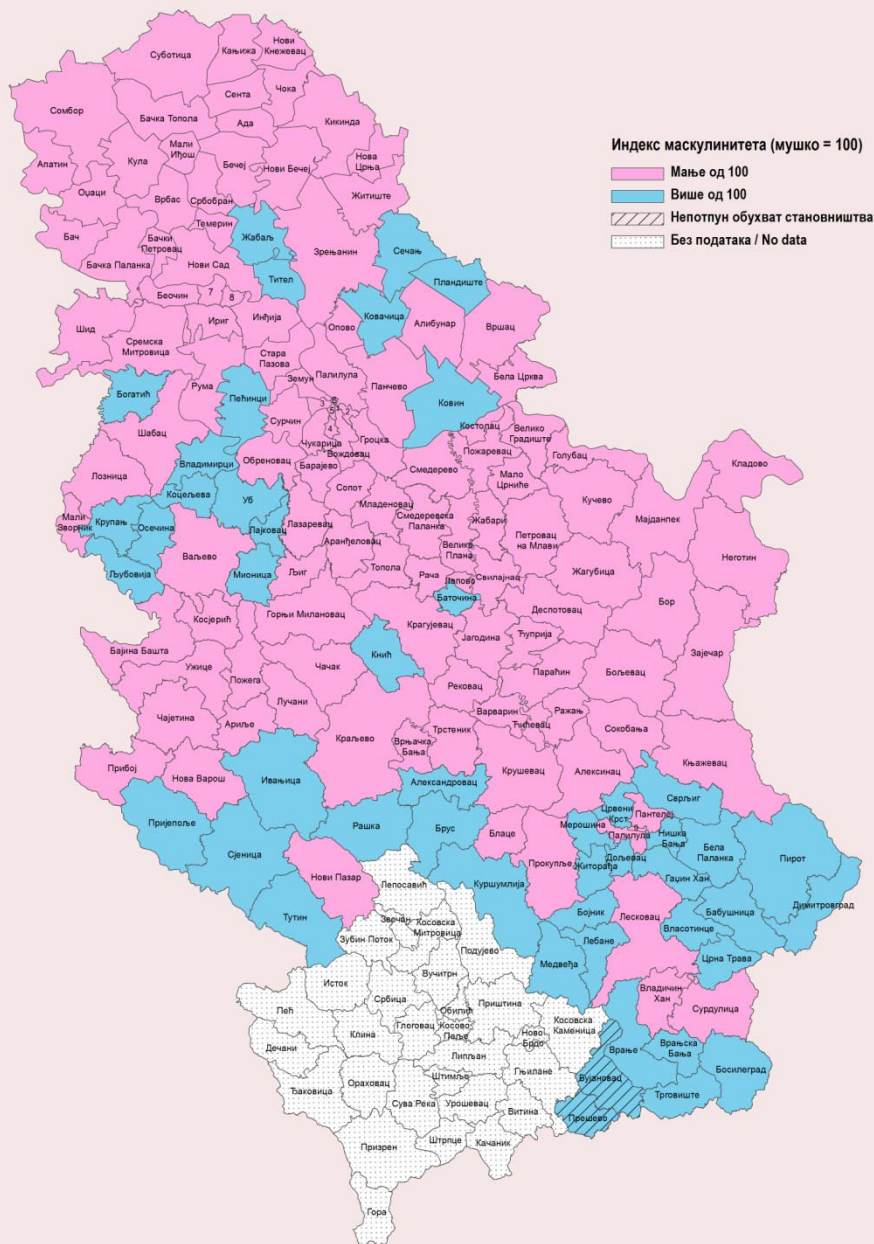 Нови
Кнежевац
Кањижа
Суботица
Чока
Сента
Сомбор
Бачка Топола
Ада
Кикинда
Мали
Иђош
Кула
Апатин
Бечеј
Нови Бечеј
Нова
Црња
Оџаци
Врбас
Србобран
Житиште
Темерин
Бач
Бачки
Петровац
Жабаљ
Зрењанин
Сечањ
Бачка Паланка
Нови Сад
Тител
Пландиште
Беочин
7
8
Ковачица
Шид
Ириг
Инђија
Опово
Алибунар
Вршац
Сремска
Митровица
Стара
Пазова
Земун
Палилула
Панчево
Бела Црква
Богатић
Рума
Пећинци
Сурчин
3
6
5
1
2
4
Ковин
Костолац
Велико
Градиште
Шабац
Чукарица
Гроцка
Вождовац
Владимирци
Обреновац
Барајево
Смедерево
Пожаревац
Голубац
Мало
Црниће
Лозница
Коцељева
Уб
Сопот
Кучево
Кладово
Мали
Зворник
Крупањ
Осечина
Лајковац
Лазаревац
Младеновац
Смедеревска
Паланка
Жабари
Петровац
на Млави
Мајданпек
Неготин
Љубовија
Ваљево
Мионица
Љиг
Аранђеловац
Топола
Велика
Плана
Рача
Лапово
Свилајнац
Жагубица
Баточина
Бор
Косјерић
Горњи Милановац
Крагујевац
Деспотовац
Бајина Башта
Кнић
Јагодина
Ћуприја
Зајечар
Ужице
Пожега
Чачак
Параћин
Бољевац
Лучани
Рековац
Чајетина
Ариље
Варварин
Ражањ
Ћићевац
Сокобања
Краљево
Врњачка
Бања
Трстеник
Прибој
Нова Варош
Ивањица
Александровац
Крушевац
Алексинац
Књажевац
Сврљиг
Пријепоље
Рашка
Брус
Блаце
Мерошина
Црвени
Крст
Пантелеј
9
Палилула
Нишка
Бања
Бела
Паланка
Пирот
Сјеница
Нови Пазар
Прокупље
Житорађа
Дољевац
Гаџин Хан
Лепосавић
Куршумлија
Димитровград
Тутин
Звечан
Косовска
Митровица
Зубин Поток
Бојник
Лесковац
Бабушница
Власотинце
Подујево
Лебане
Медвеђа
Црна Трава
Исток
Вучитрн
Србица
Владичин
Хан
Сурдулица
Пећ
Обилић
Приштина
Косовска
Каменица
Клина
Глоговац
Косово
Поље
Ново
Брдо
Врање
Врањска
Бања
Дечани
Липљан
Босилеград
Гњилане
Бујановац
Ђаковица
Ораховац
Штимље
Трговиште
Сува Река
Урошевац
Витина
Прешево
Призрен
Штрпце
Качаник
Гора
Индекс маскулинитета (мушко = 100)
Мање од 100
Више од 100
Непотпун обухват становништва
Без података / No data